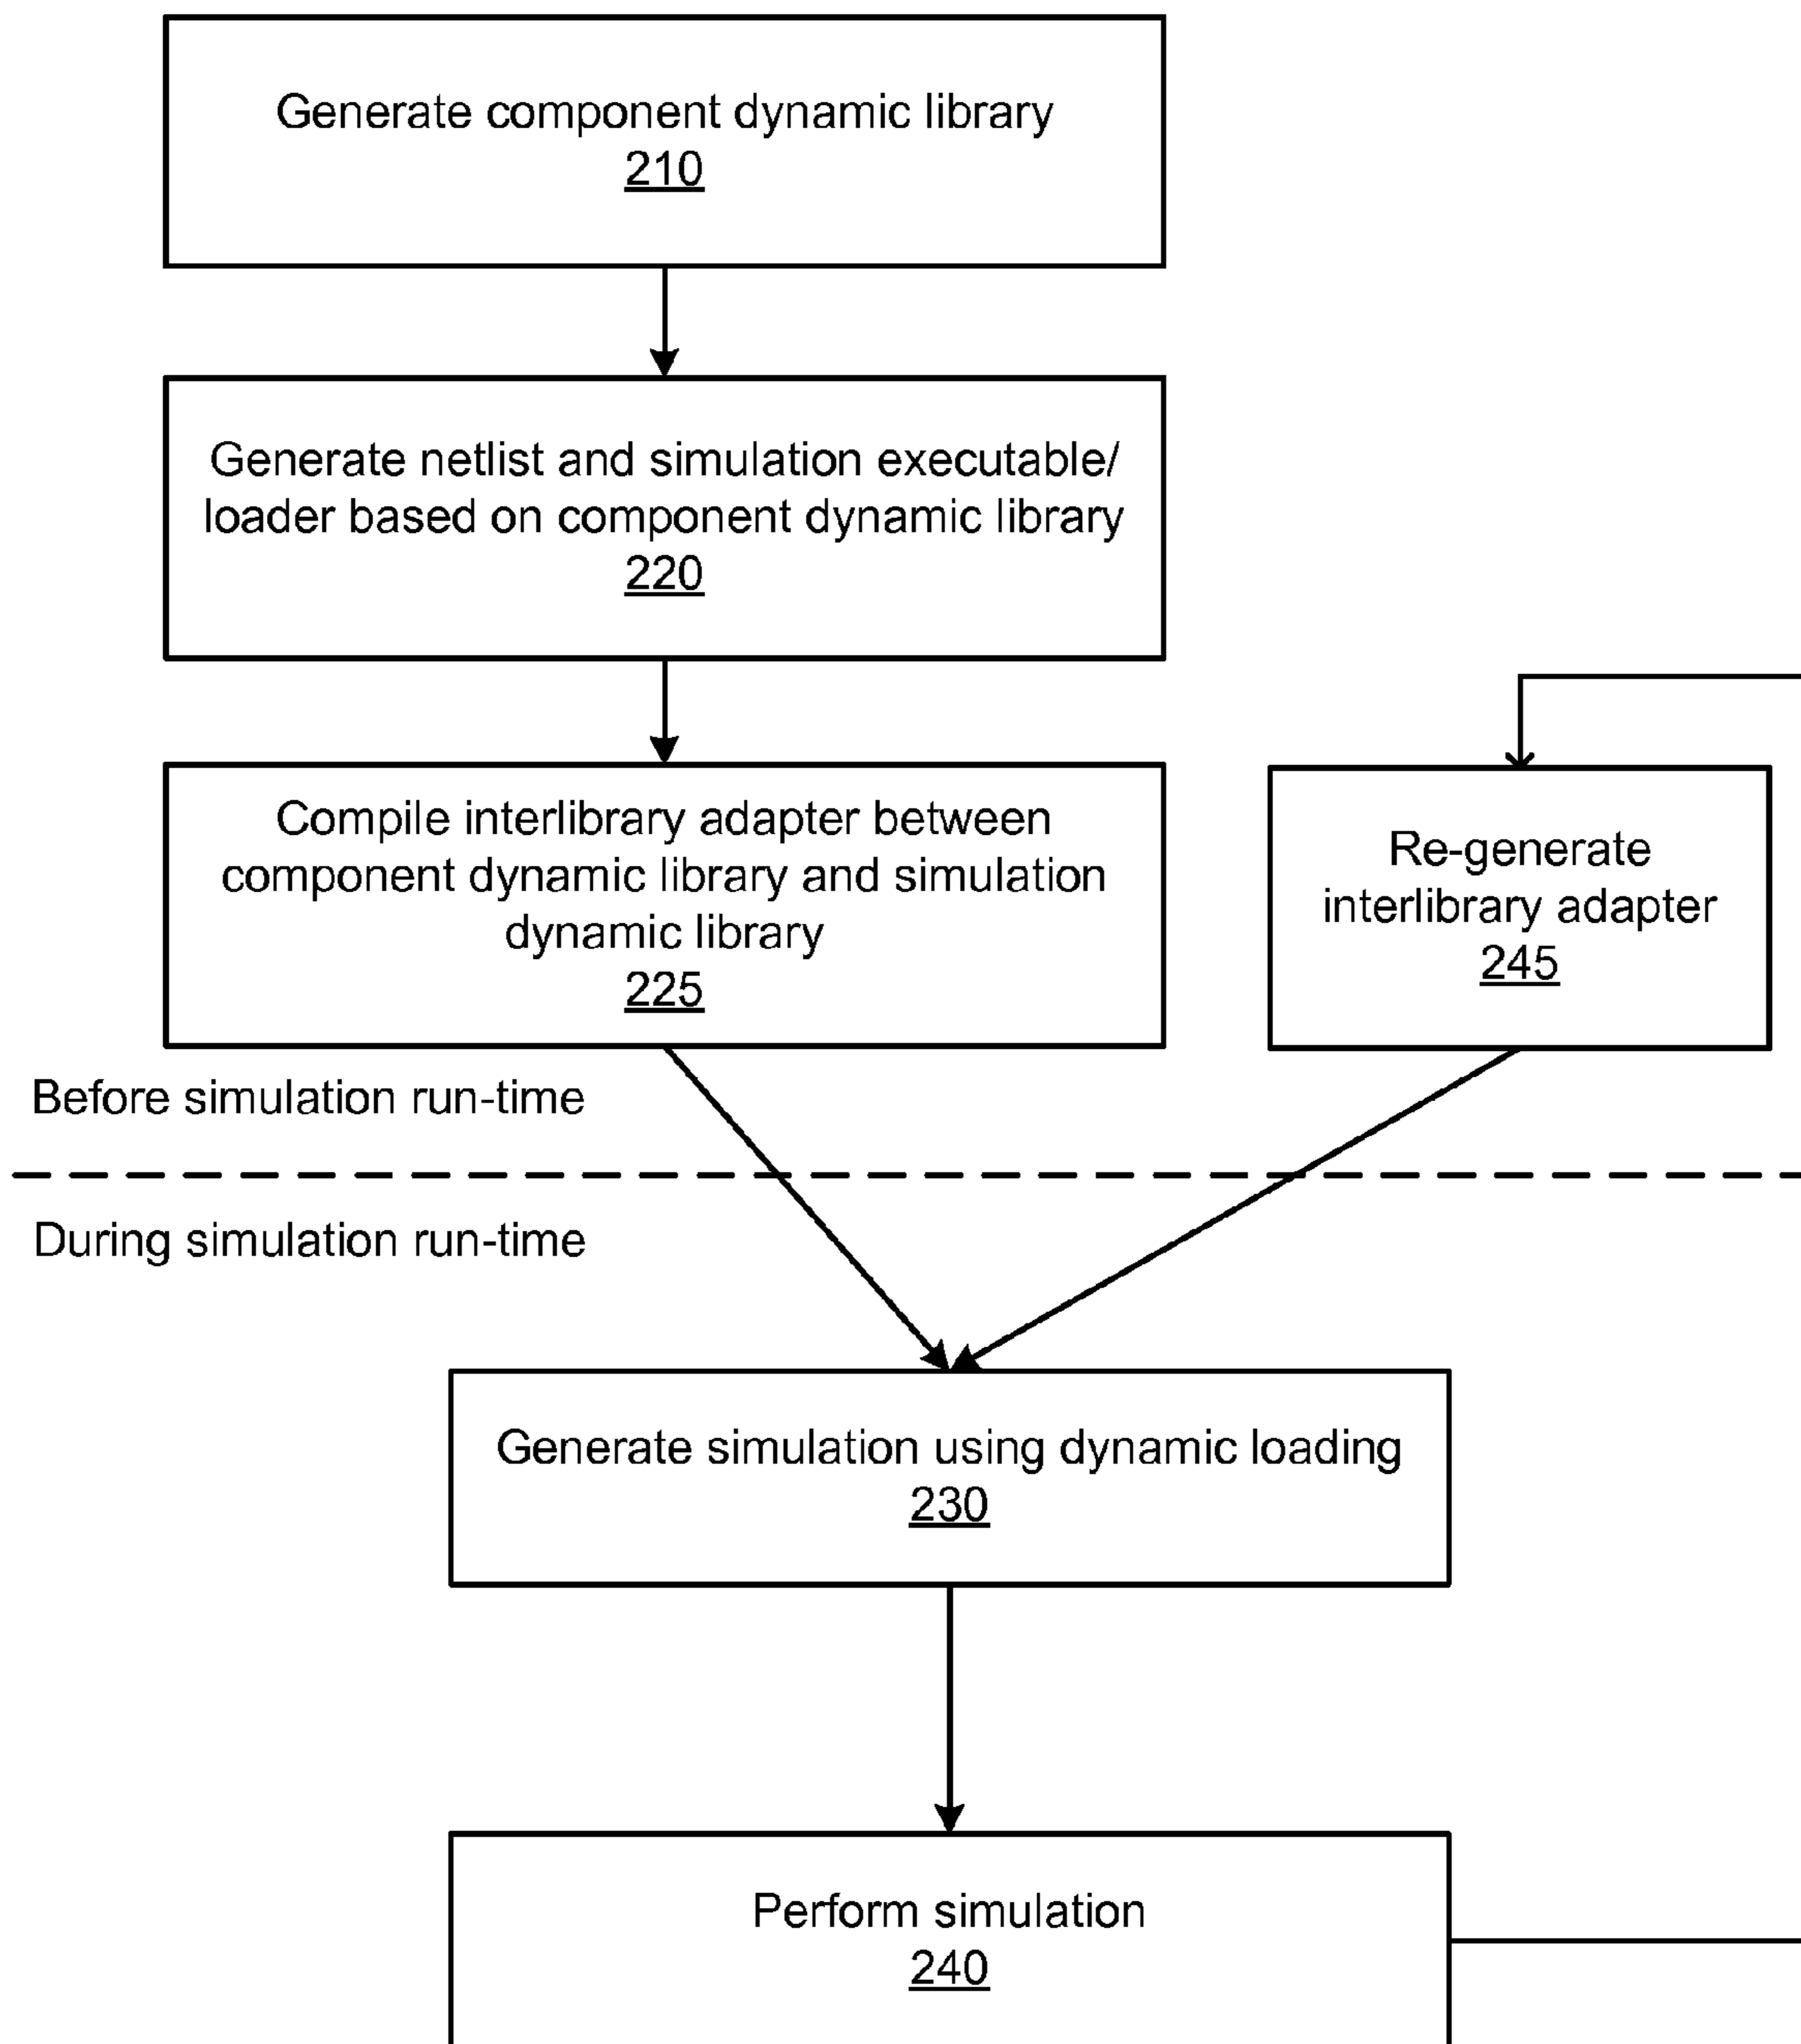 Generate component dynamic library
210
Generate netlist and simulation executable/
loader based on component dynamic library
220
Compile interlibrary adapter between
component dynamic library and simulation
dynamic library
225
Re-generate
interlibrary adapter
245
Before simulation run-time
During simulation run-time
Generate simulation using dynamic loading
230
Perform simulation
240